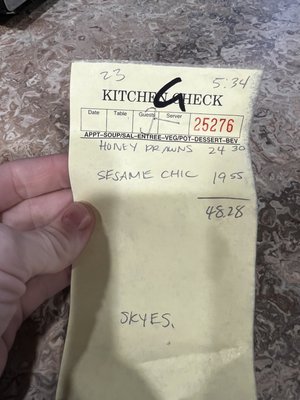 23 5:34
KITCHEN CHECK
G
Date Table Guests Server 25276
APPT-SOUP/SAL-ENTREE-VEG/POT-DESSERT-BEV
HONEY PRAWNS 24 30
SESAME CHIC 19 55
48.28
SKYES.